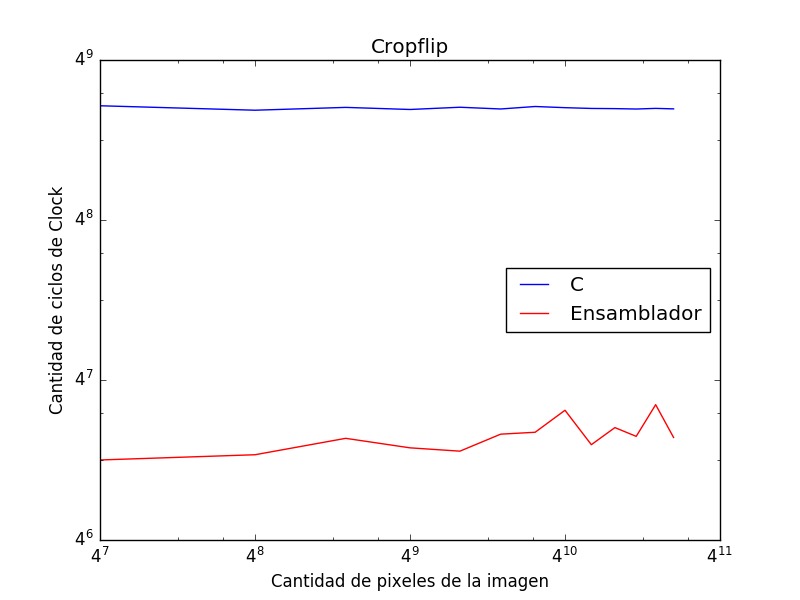 Cropflip
4^9
4^8
4^7
4^6
Cantidad de ciclos de Clock
C
Ensamblador
4^7 4^8 4^9 4^10 4^11
Cantidad de pixeles de la imagen